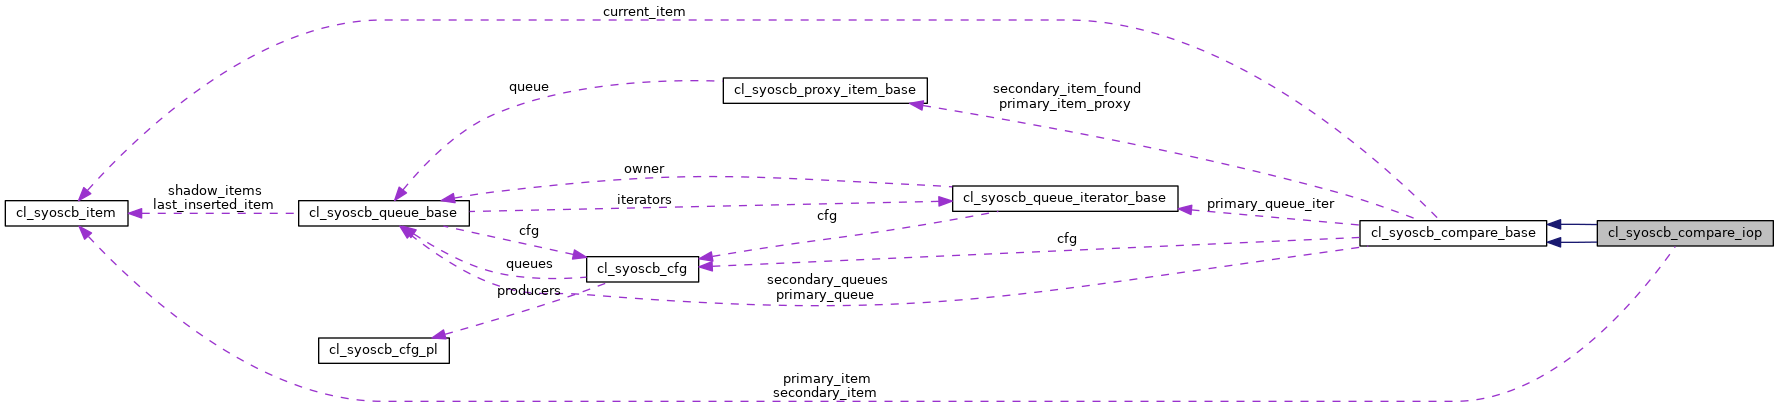 current_item
queue
cl_syoscb_proxy_item_base
secondary_item_found
primary_item_proxy
owner
shadow_items
last_inserted_item
iterators
cl_syoscb_queue_iterator_base
primary_queue_iter
cl_syoscb_item
cl_syoscb_queue_base
cfg
cfg
cfg
cl_syoscb_compare_base
cl_syoscb_compare_iop
queues
cl_syoscb_cfg
producers
secondary_queues
primary_queue
cl_syoscb_cfg_pl
primary_item
secondary_item